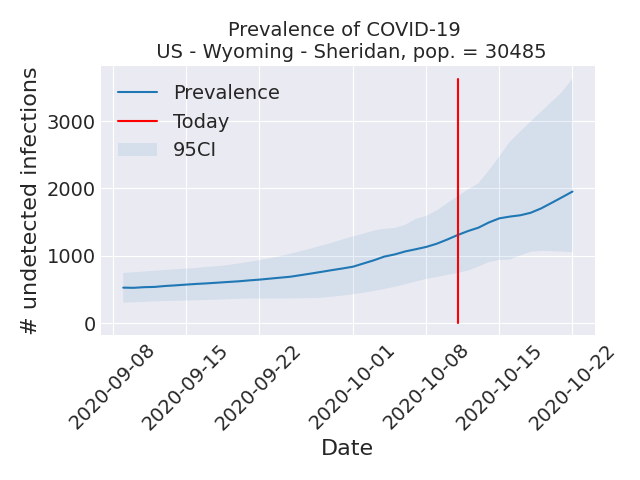 Prevalence of COVID-19
US - Wyoming - Sheridan, pop. = 30485
# undetected infections
3000
2000
1000
0
Prevalence
Today
95CI
2020-09-08
2020-09-15
2020-09-22
2020-10-01
2020-10-08
2020-10-15
2020-10-22
Date